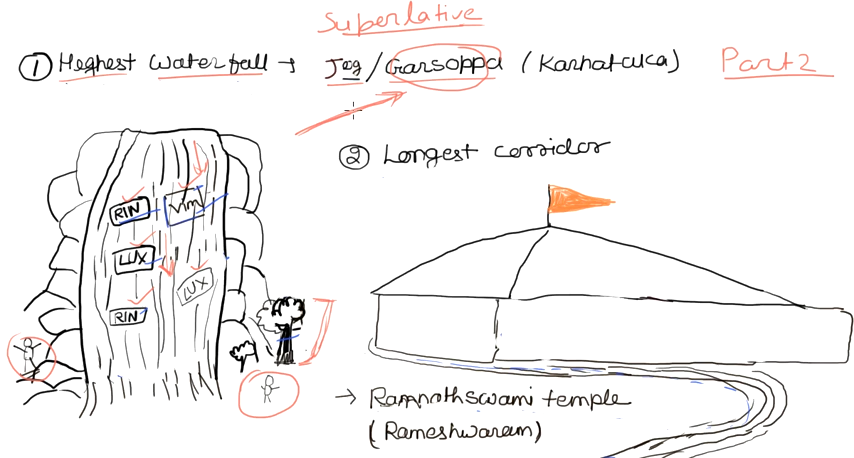 Superlative
① Highest Waterfall → Jog/Garsoppa (Karnataka) Part 2
② Longest corridor
RIN Vim
LUX
LUX
RIN
→ Ramnathswami temple
(Rameshwaram)